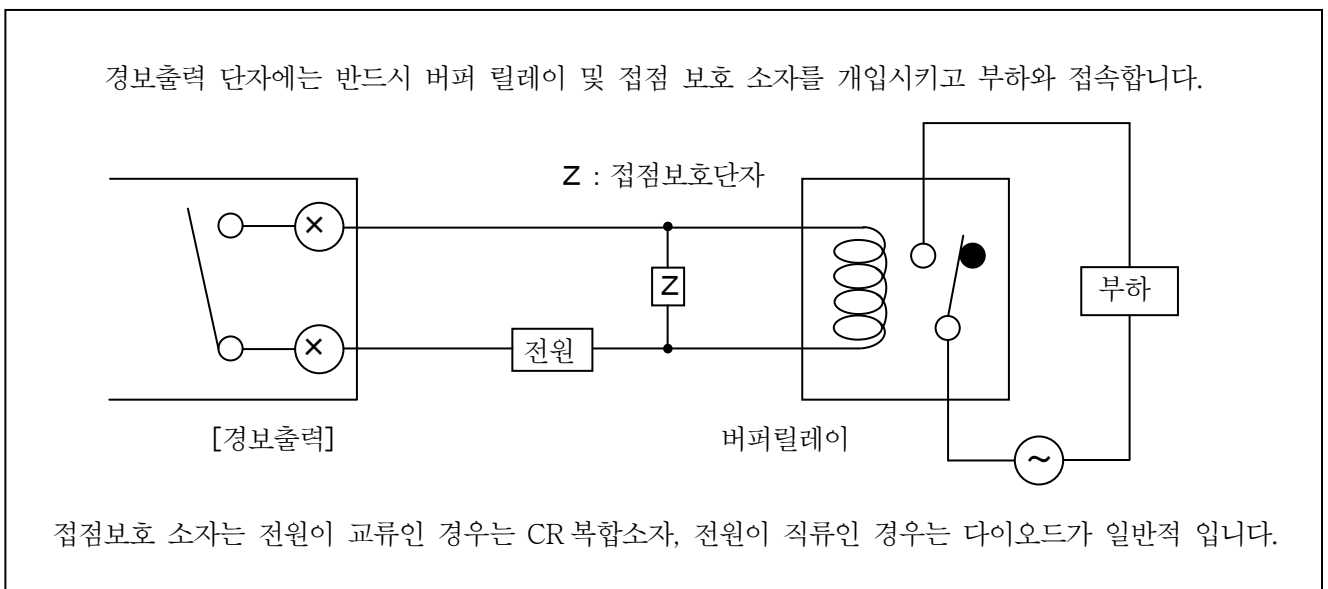 경보출력 단자에는 반드시 버퍼 릴레이 및 접점 보호 소자를 개입시키고 부하와 접속합니다.
Z : 접점보호단자
Z
부하
전원
[경보출력]
버퍼릴레이
~
접점보호 소자는 전원이 교류인 경우는 CR복합소자, 전원이 직류인 경우는 다이오드가 일반적 입니다.